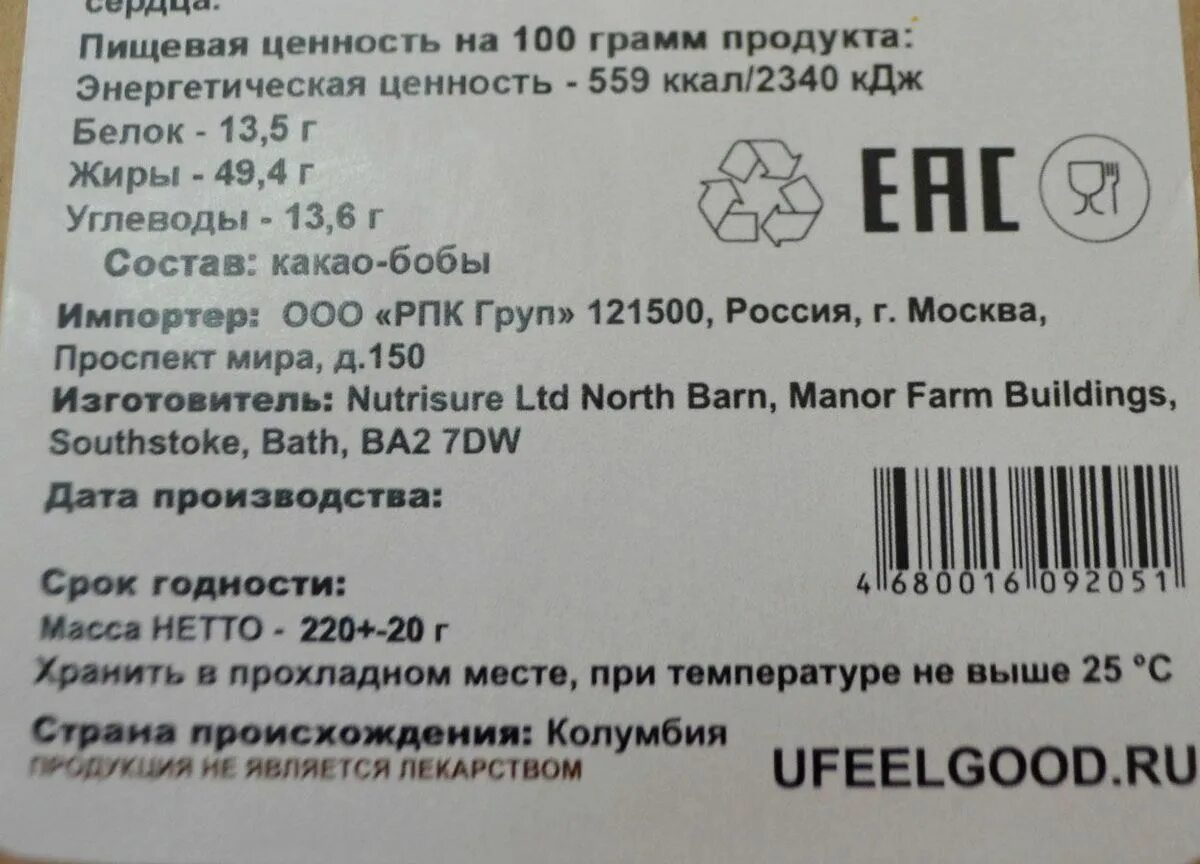 сердца.
Пищевая ценность на 100 грамм продукта:
Энергетическая ценность - 559 ккал/2340 кДж
Белок - 13,5 г
Жиры - 49,4 г
Углеводы - 13,6 г
EAC
Состав: какао-бобы
Импортер: ООО «РПК Груп» 121500, Россия, г. Москва,
Проспект мира, д.150
Изготовитель: Nutrisure Ltd North Barn, Manor Farm Buildings,
Southstoke, Bath, BA2 7DW
Дата производства:
4 680016 092051
Срок годности:
Масса НЕТТО - 220+-20 г
Хранить в прохладном месте, при температуре не выше 25 °С
Страна происхождения: Колумбия
ПРОДУКЦИЯ НЕ ЯВЛЯЕТСЯ ЛЕКАРСТВОМ
UFEELGOOD.RU